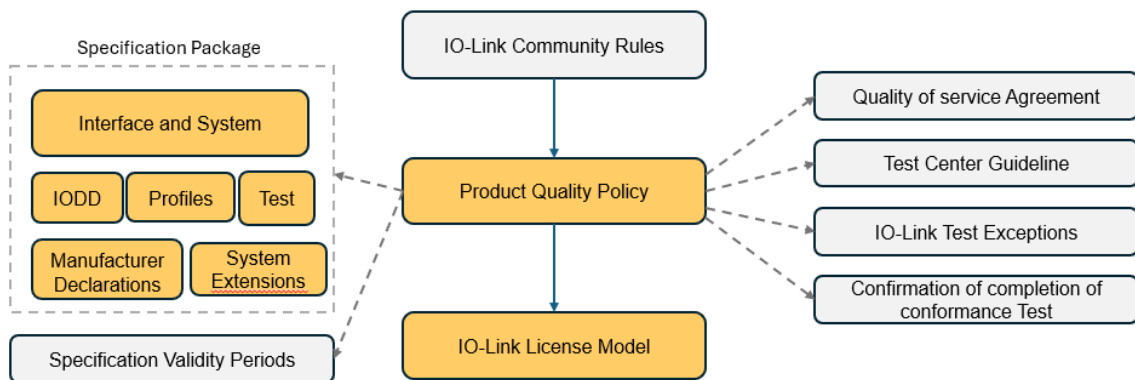 Specification Package
Interface and System
IODD
Profiles
Test
Manufacturer
Declarations
System
Extensions
Specification Validity Periods
IO-Link Community Rules
Product Quality Policy
IO-Link License Model
Quality of service Agreement
Test Center Guideline
IO-Link Test Exceptions
Confirmation of completion of
conformance Test